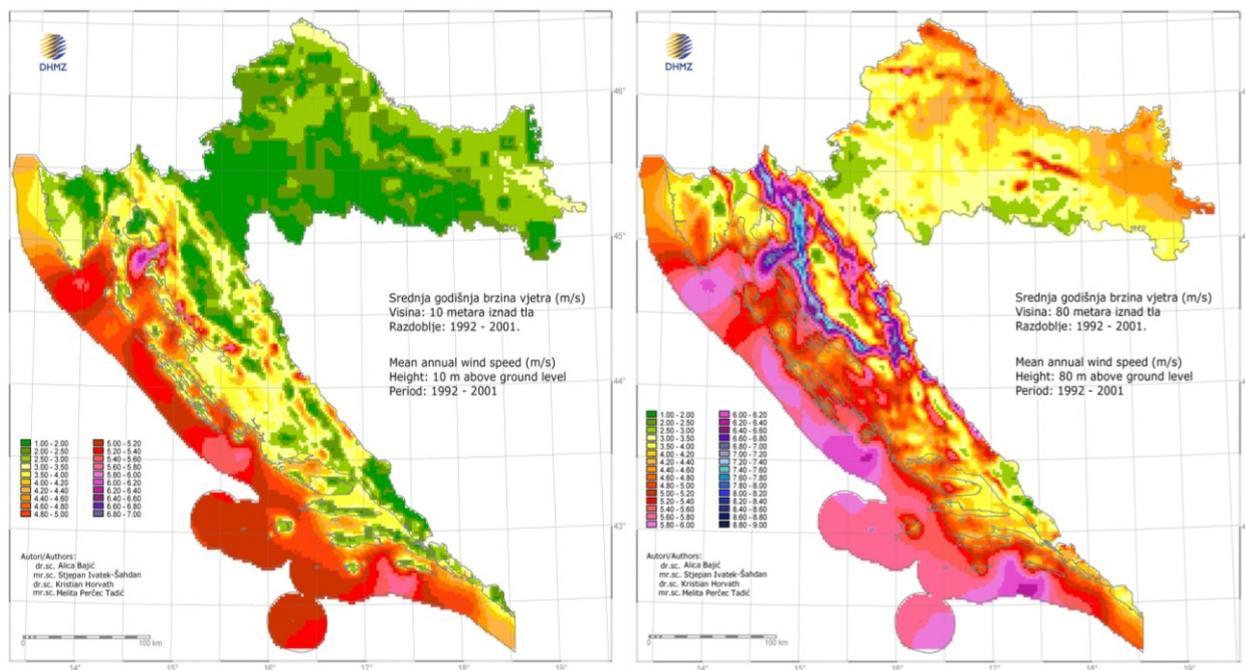 DHMZ
46°
45°
44°
43°
14°
15°
16°
17°
18°
19°
Srednja godišnja brzina vjetra (m/s)
Visina: 10 metara iznad tla
Razdoblje: 1992 - 2001.
Mean annual wind speed (m/s)
Height: 10 m above ground level
Period: 1992 - 2001
1.00 - 2.00
2.00 - 2.50
2.50 - 3.00
3.00 - 3.50
3.50 - 4.00
4.00 - 4.20
4.20 - 4.40
4.40 - 4.60
4.60 - 4.80
4.80 - 5.00
5.00 - 5.20
5.20 - 5.40
5.40 - 5.60
5.60 - 5.80
5.80 - 6.00
6.00 - 6.20
6.20 - 6.40
6.40 - 6.60
6.60 - 6.80
6.80 - 7.00
Autori/Authors:
dr.sc. Alica Bajić
mr.sc. Stjepan Ivatek-Šahdan
dr.sc. Kristian Horvath
mr.sc. Melita Perčec Tadić
0
100 km
DHMZ
Srednja godišnja brzina vjetra (m/s)
Visina: 80 metara iznad tla
Razdoblje: 1992 - 2001.
Mean annual wind speed (m/s)
Height: 80 m above ground level
Period: 1992 - 2001
1.00 - 2.00
2.00 - 2.50
2.50 - 3.00
3.00 - 3.50
3.50 - 4.00
4.00 - 4.20
4.20 - 4.40
4.40 - 4.60
4.60 - 4.80
4.80 - 5.00
5.00 - 5.20
5.20 - 5.40
5.40 - 5.60
5.60 - 5.80
5.80 - 6.00
6.00 - 6.20
6.20 - 6.40
6.40 - 6.60
6.60 - 6.80
6.80 - 7.00
7.00 - 7.20
7.20 - 7.40
7.40 - 7.60
7.60 - 7.80
7.80 - 8.00
8.00 - 8.20
8.20 - 8.40
8.40 - 8.60
8.60 - 8.80
8.80 - 9.00
Autori/Authors:
dr.sc. Alica Bajić
mr.sc. Stjepan Ivatek-Šahdan
dr.sc. Kristian Horvath
mr.sc. Melita Perčec Tadić
0
100 km
14°
15°
16°
17°
18°
19°